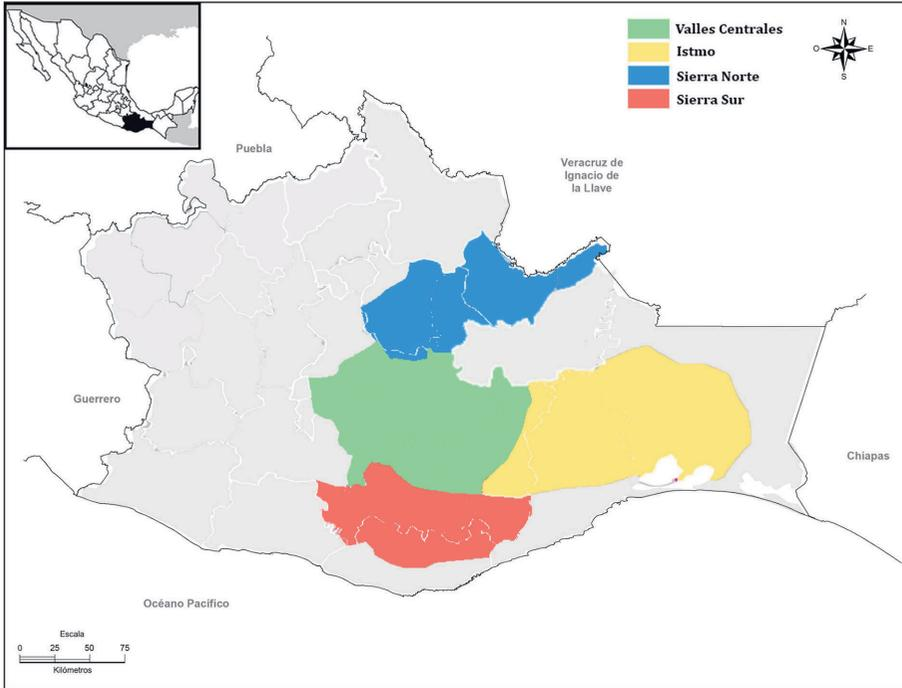 Valles Centrales
Istmo
Sierra Norte
Sierra Sur
N
O
E
S
Puebla
Veracruz de
Ignacio de
la Llave
Guerrero
Chiapas
Océano Pacífico
Escala
0 25 50 75
Kilómetros